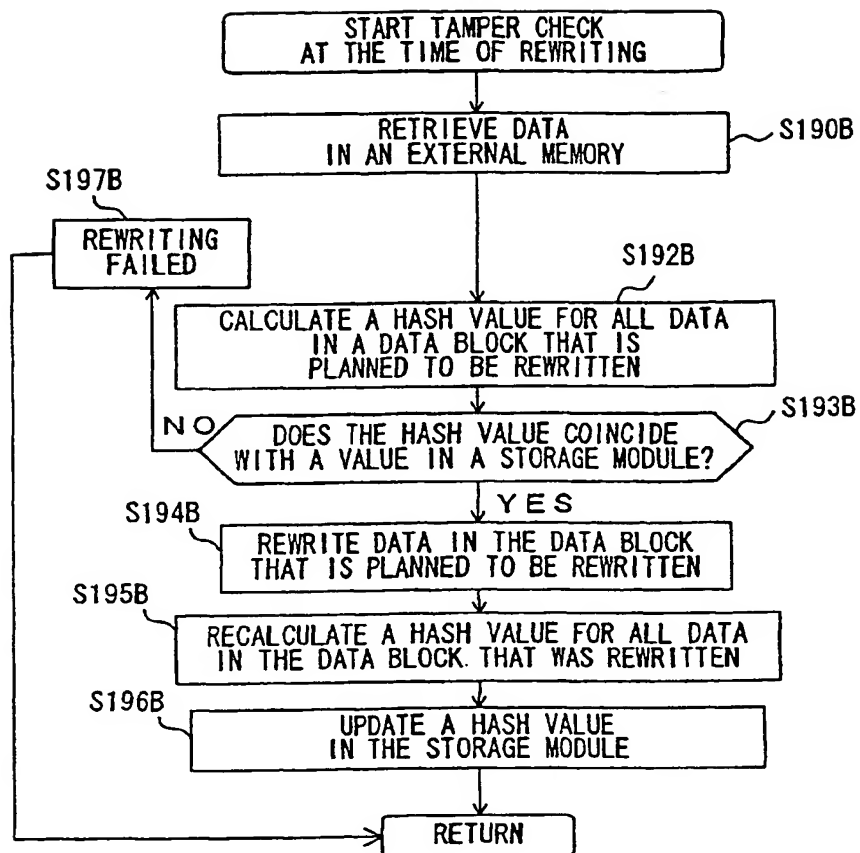 START TAMPER CHECK
AT THE TIME OF REWRITING
RETRIEVE DATA
IN AN EXTERNAL MEMORY
S190B
S197B
REWRITING
FAILED
S192B
CALCULATE A HASH VALUE FOR ALL DATA
IN A DATA BLOCK THAT IS
PLANNED TO BE REWRITTEN
S193B
NO
DOES THE HASH VALUE COINCIDE
WITH A VALUE IN A STORAGE MODULE?
YES
S194B
REWRITE DATA IN THE DATA BLOCK
THAT IS PLANNED TO BE REWRITTEN
S195B
RECALCULATE A HASH VALUE FOR ALL DATA
IN THE DATA BLOCK. THAT WAS REWRITTEN
S196B
UPDATE A HASH VALUE
IN THE STORAGE MODULE
RETURN